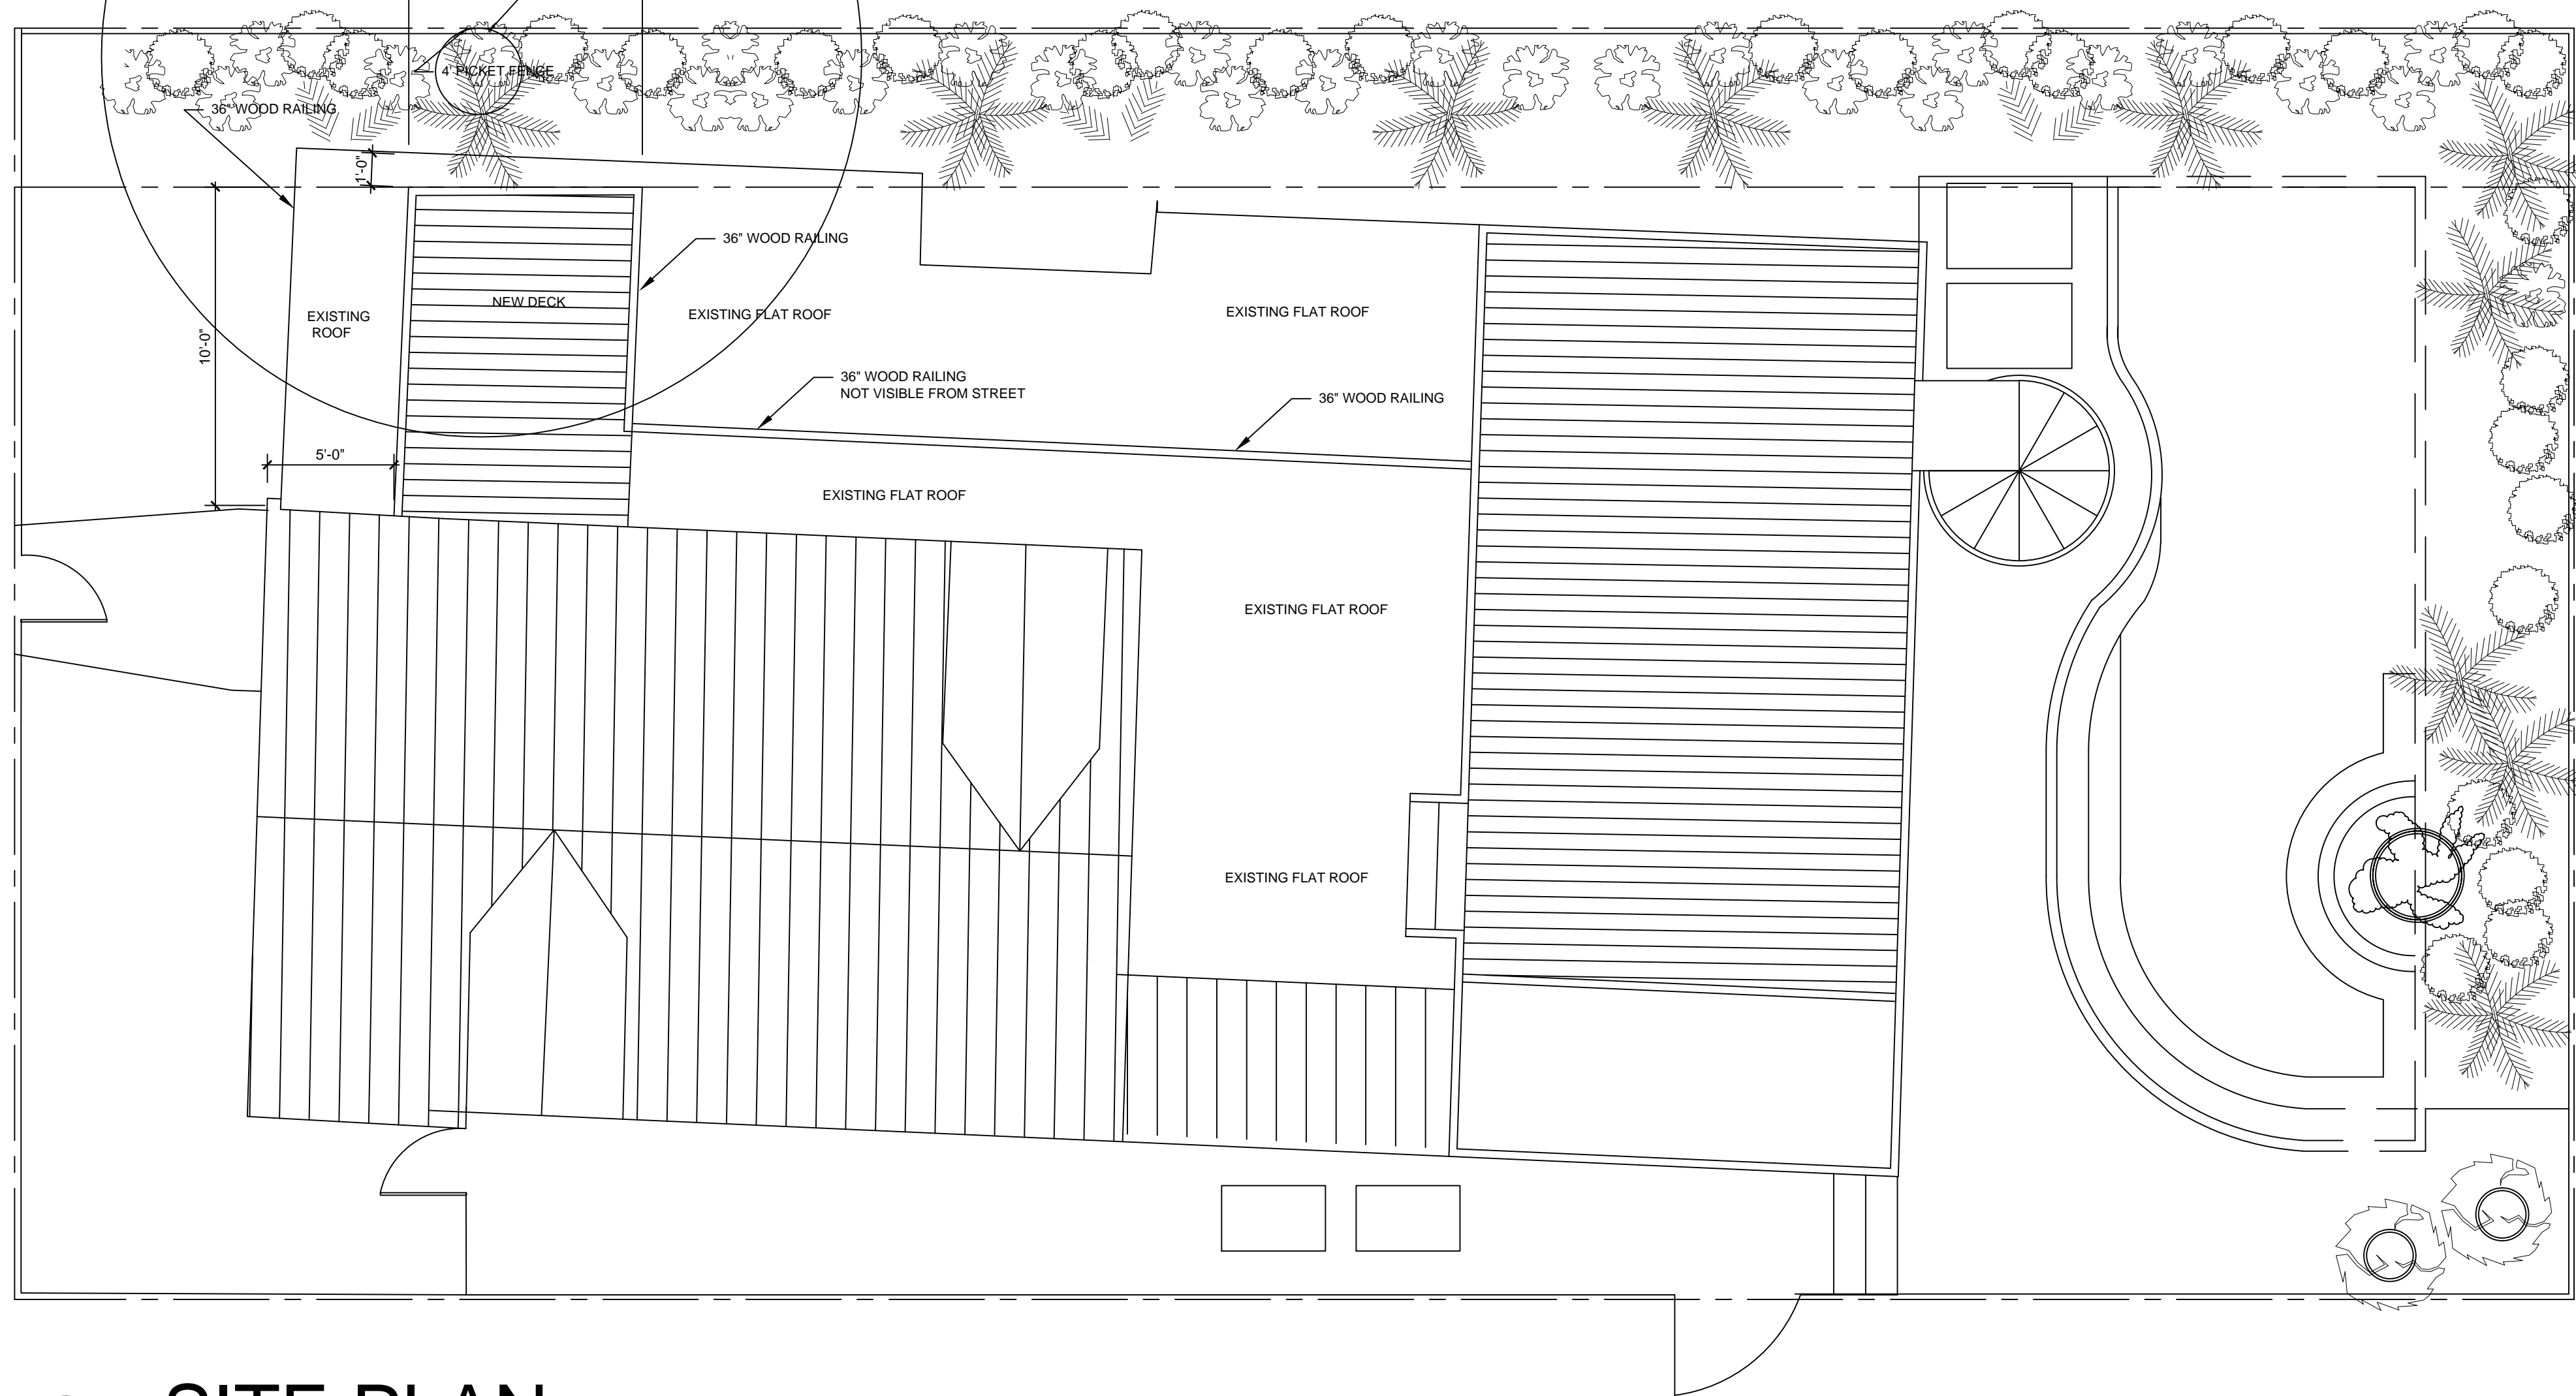 4' PICKET FENCE
36" WOOD RAILING
1'-0"
36" WOOD RAILING
NEW DECK
EXISTING
ROOF
EXISTING FLAT ROOF
EXISTING FLAT ROOF
10'-0"
36" WOOD RAILING
NOT VISIBLE FROM STREET
36" WOOD RAILING
5'-0"
EXISTING FLAT ROOF
EXISTING FLAT ROOF
EXISTING FLAT ROOF
SITE PLAN